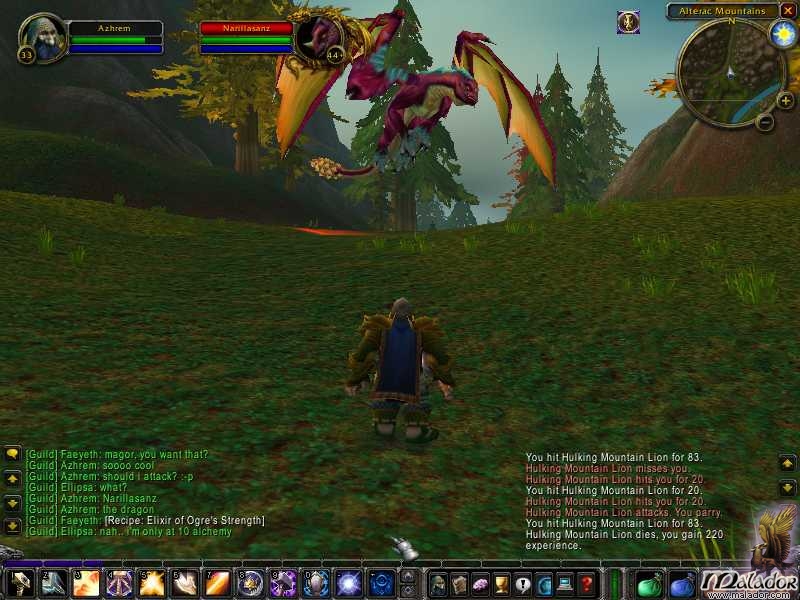 Azhrem
33
Narillasanz
44+
Alterac Mountains
N
[Guild] Faeyeth: magor, you want that?
[Guild] Azhrem: soooo cool
[Guild] Azhrem: should i attack? :-p
[Guild] Ellipsa: what?
[Guild] Azhrem: Narillasanz
[Guild] Azhrem: the dragon
[Guild] Faeyeth: [Recipe: Elixir of Ogre's Strength]
[Guild] Ellipsa: nah.. i'm only at 10 alchemy
You hit Hulking Mountain Lion for 83.
Hulking Mountain Lion misses you.
Hulking Mountain Lion hits you for 20.
You hit Hulking Mountain Lion for 20.
Hulking Mountain Lion hits you for 20.
Hulking Mountain Lion attacks. You parry.
You hit Hulking Mountain Lion for 83.
Hulking Mountain Lion dies, you gain 220
experience.
Malador
www.malador.com